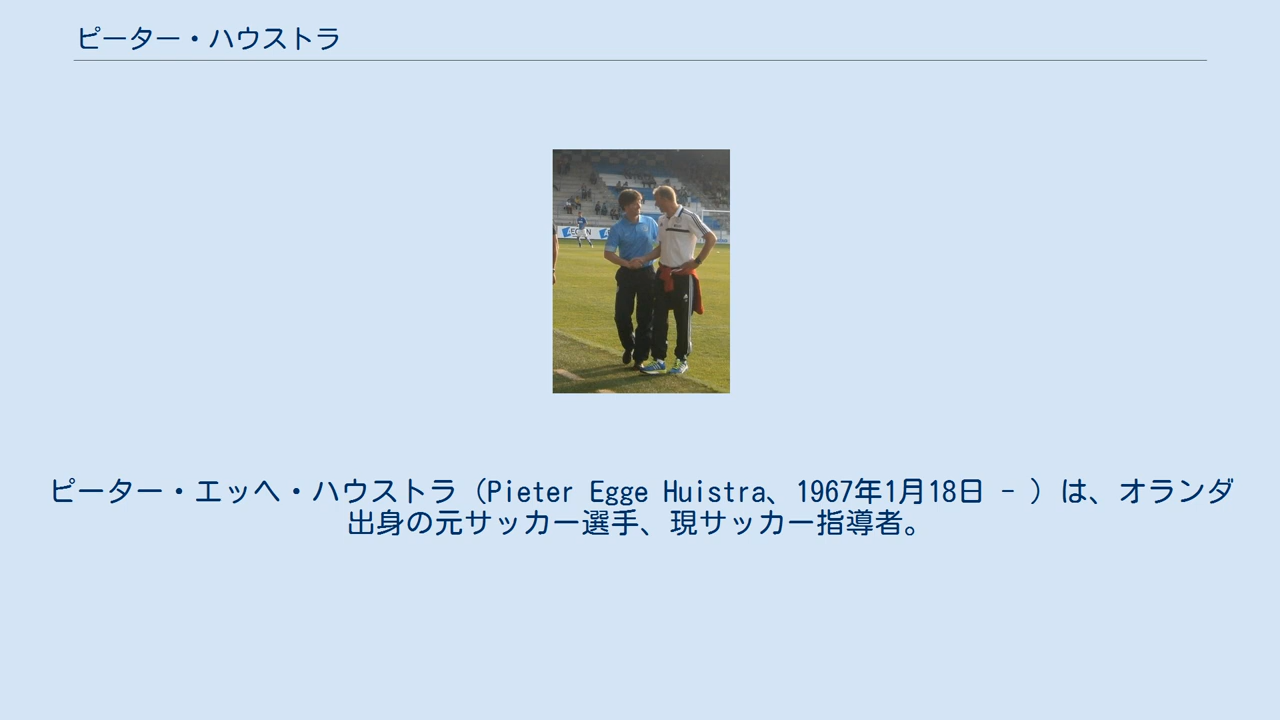 ピーター・ハウストラ
AEGON
ピーター・エッヘ・ハウストラ（Pieter Egge Huistra、1967年1月18日 - ）は、オランダ
出身の元サッカー選手、現サッカー指導者。